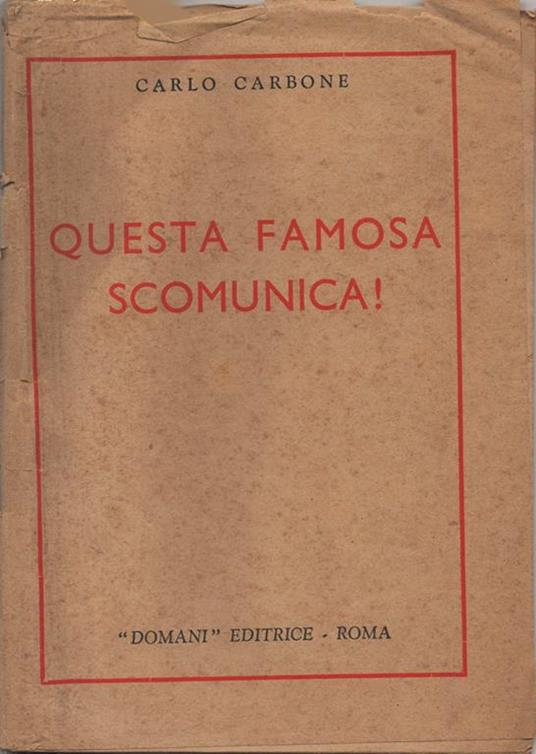 CARLO CARBONE
QUESTA FAMOSA
SCOMUNICA!
"DOMANI" EDITRICE - ROMA